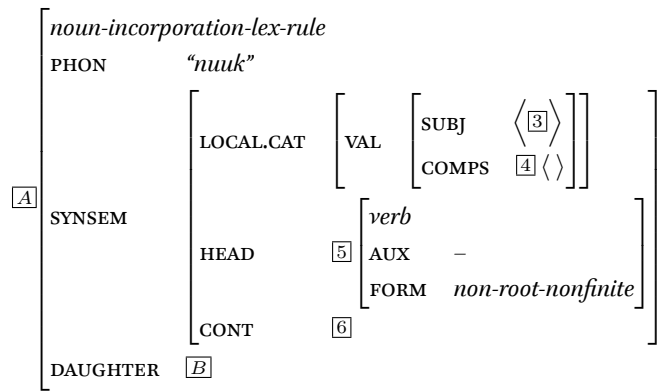 noun-incorporation-lex-rule
PHON “nuuk”
LOCAL.CAT VAL SUBJ ⟨3⟩
COMPS 4 ⟨ ⟩
A SYNSEM
verb
HEAD 5 AUX –
FORM non-root-nonfinite
CONT 6
DAUGHTER B